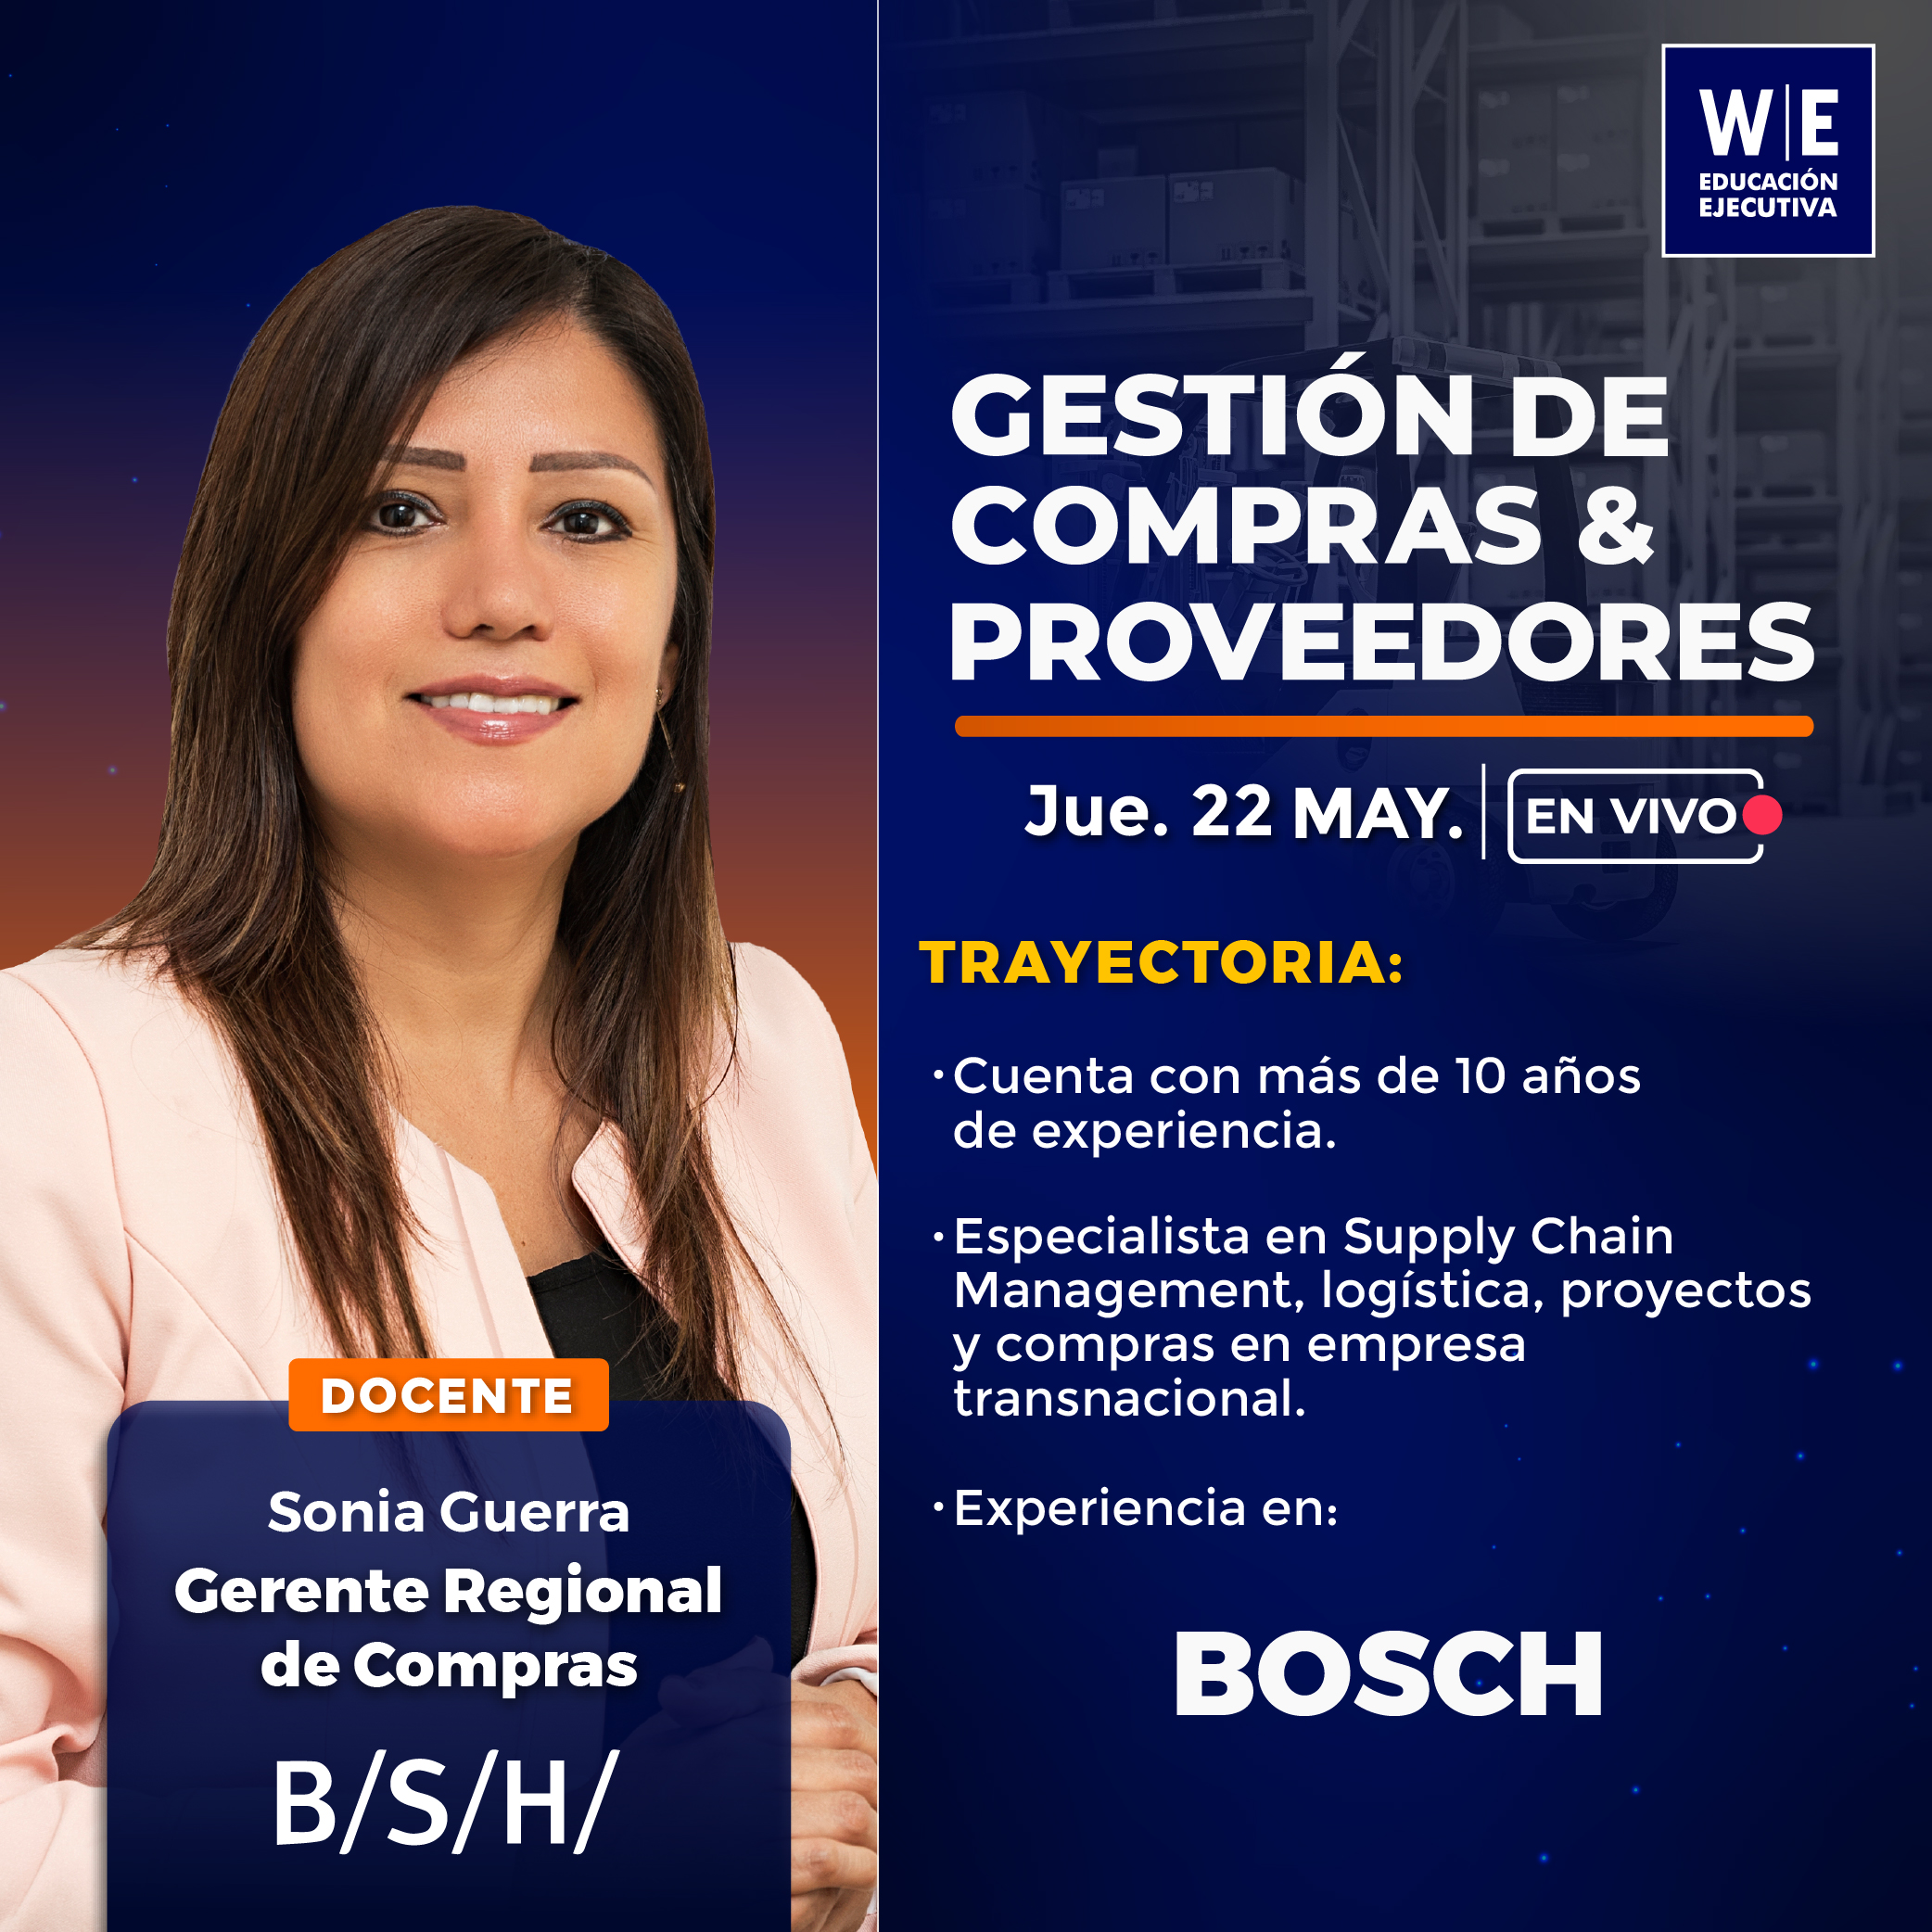 W|E
EDUCACIÓN
EJECUTIVA
GESTIÓN DE
COMPRAS &
PROVEEDORES
Jue. 22 MAY. | EN VIVO
TRAYECTORIA:
· Cuenta con más de 10 años
de experiencia.
· Especialista en Supply Chain
Management, logística, proyectos
y compras en empresa
transnacional.
· Experiencia en:
BOSCH
DOCENTE
Sonia Guerra
Gerente Regional
de Compras
B/S/H/